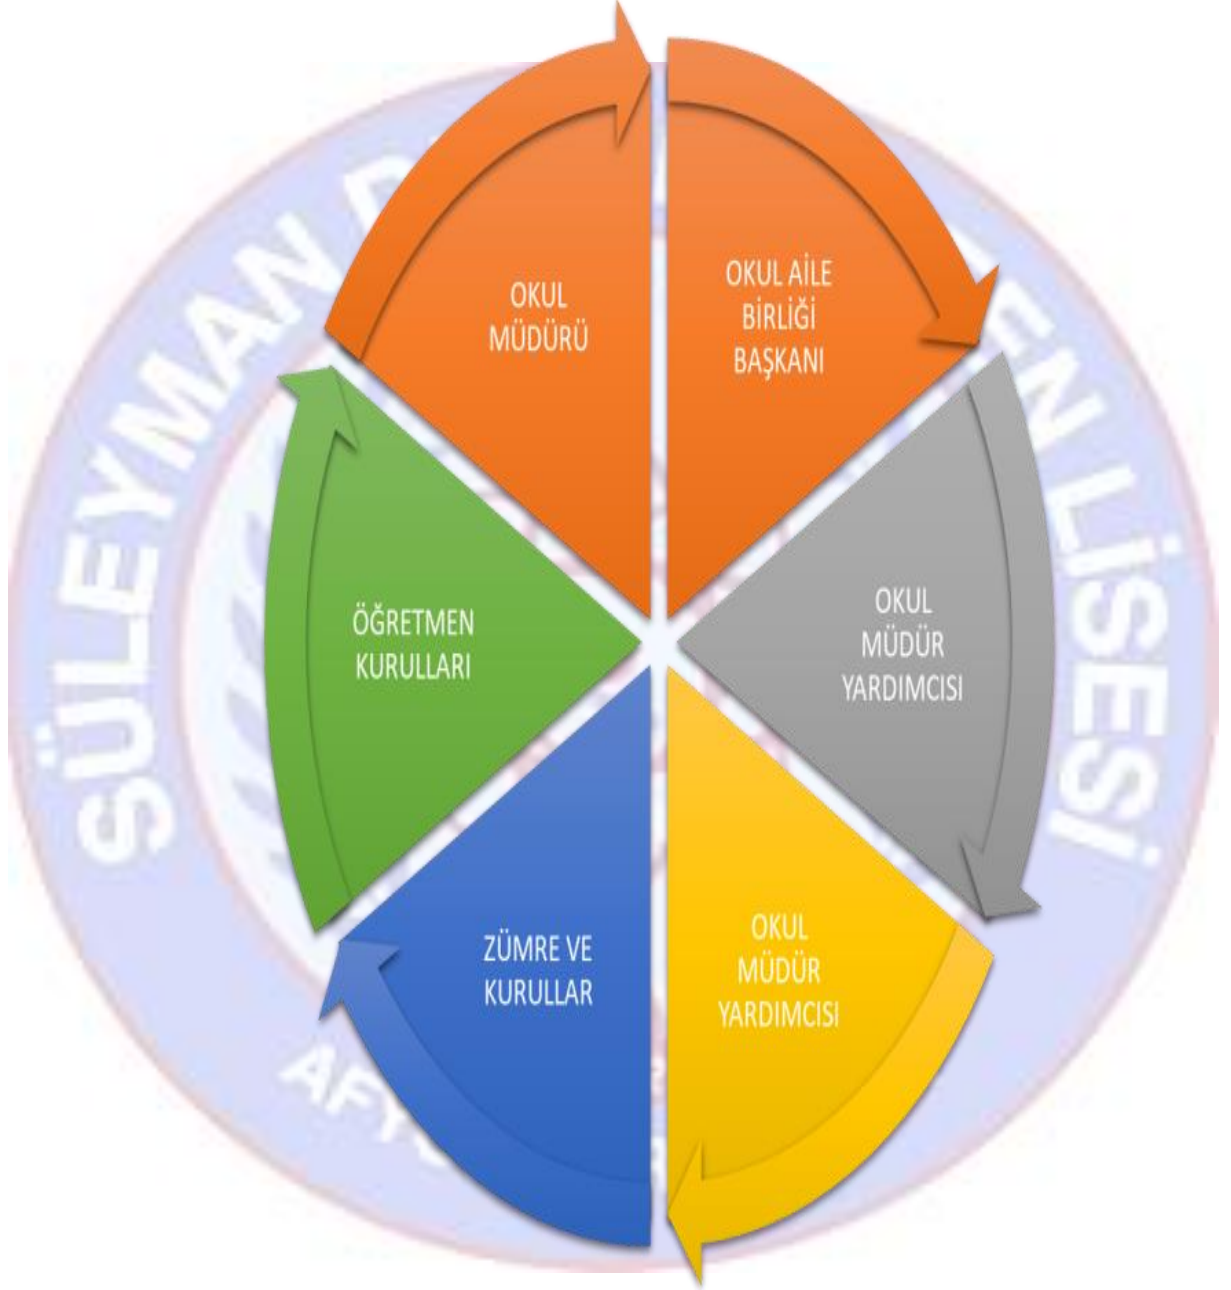 OKUL
MÜDÜRÜ
OKUL AİLE
BİRLİĞİ
BAŞKANI
OKUL
MÜDÜR
YARDIMCISI
OKUL
MÜDÜR
YARDIMCISI
ZÜMRE VE
KURULLAR
ÖĞRETMEN
KURULLARI
SÜLEYMAN
LİSESİ